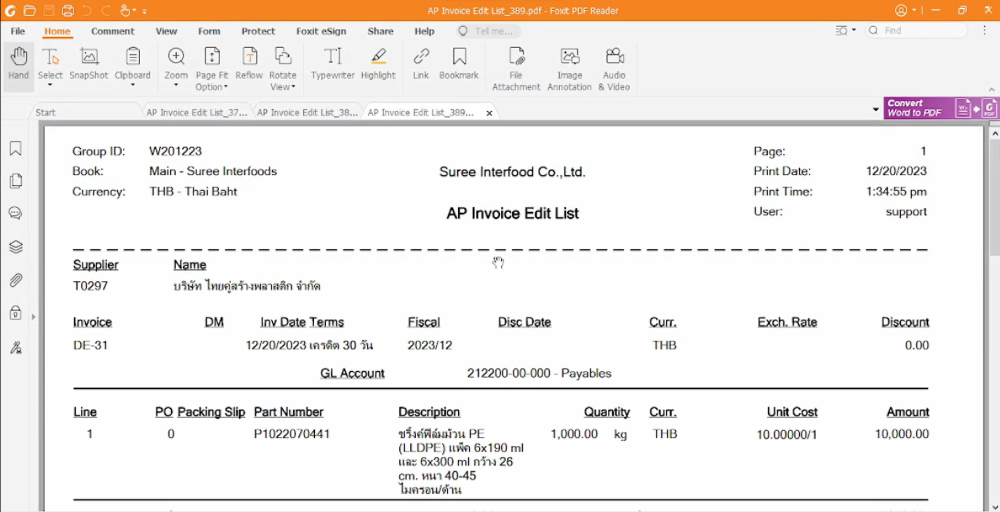 AP Invoice Edit List_389.pdf - Foxit PDF Reader
File Home Comment View Form Protect Foxit eSign Share Help Tell me... Find
Hand Select SnapShot Clipboard Zoom Page Fit Option Reflow Rotate View Typewriter Highlight Link Bookmark File Attachment Image Annotation Audio & Video
Start AP Invoice Edit List_37... AP Invoice Edit List_38... AP Invoice Edit List_389... Convert Word to PDF
Group ID: W201223 Page: 1
Book: Main - Suree Interfoods Suree Interfood Co.,Ltd. Print Date: 12/20/2023
Currency: THB - Thai Baht Print Time: 1:34:55 pm
AP Invoice Edit List User: support
Supplier Name
T0297 บริษัท ไทยคู่สร้างพลาสติก จำกัด
Invoice DM Inv Date Terms Fiscal Disc Date Curr. Exch. Rate Discount
DE-31 12/20/2023 เครดิต 30 วัน 2023/12 THB 0.00
GL Account 212200-00-000 - Payables
Line PO Packing Slip Part Number Description Quantity Curr. Unit Cost Amount
1 0 P1022070441 ชริ้งค์ฟิล์มม้วน PE 1,000.00 kg THB 10.00000/1 10,000.00
(LLDPE) แพ็ค 6x190 ml
และ 6x300 ml กว้าง 26
cm. หนา 40-45
ไมครอน/ด้าน